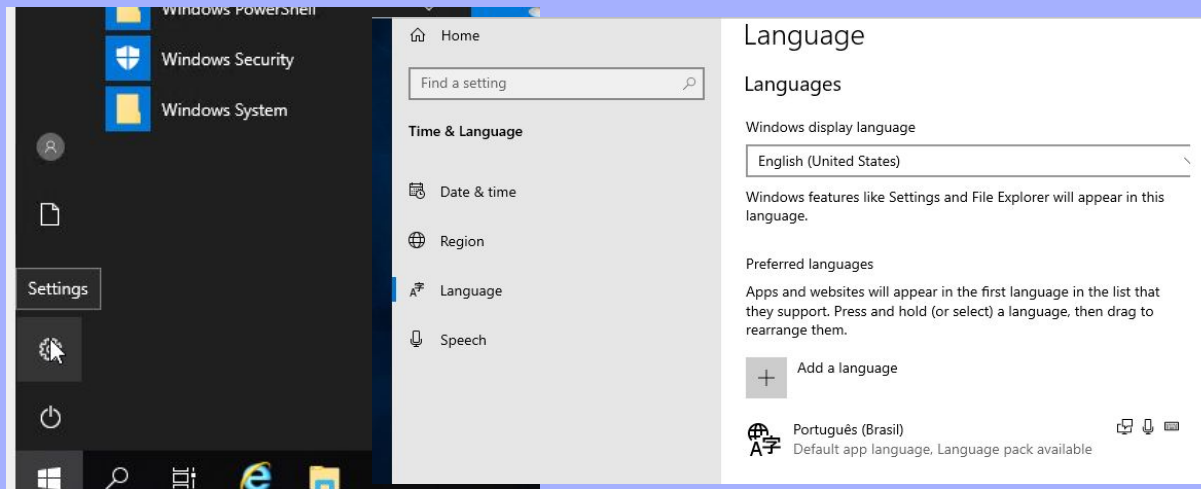 Windows PowerShell
Windows Security
Windows System
Settings
Home
Find a setting
Time & Language
Date & time
Region
Language
Speech
Language
Languages
Windows display language
English (United States)
Windows features like Settings and File Explorer will appear in this
language.
Preferred languages
Apps and websites will appear in the first language in the list that
they support. Press and hold (or select) a language, then drag to
rearrange them.
Add a language
Português (Brasil)
Default app language, Language pack available